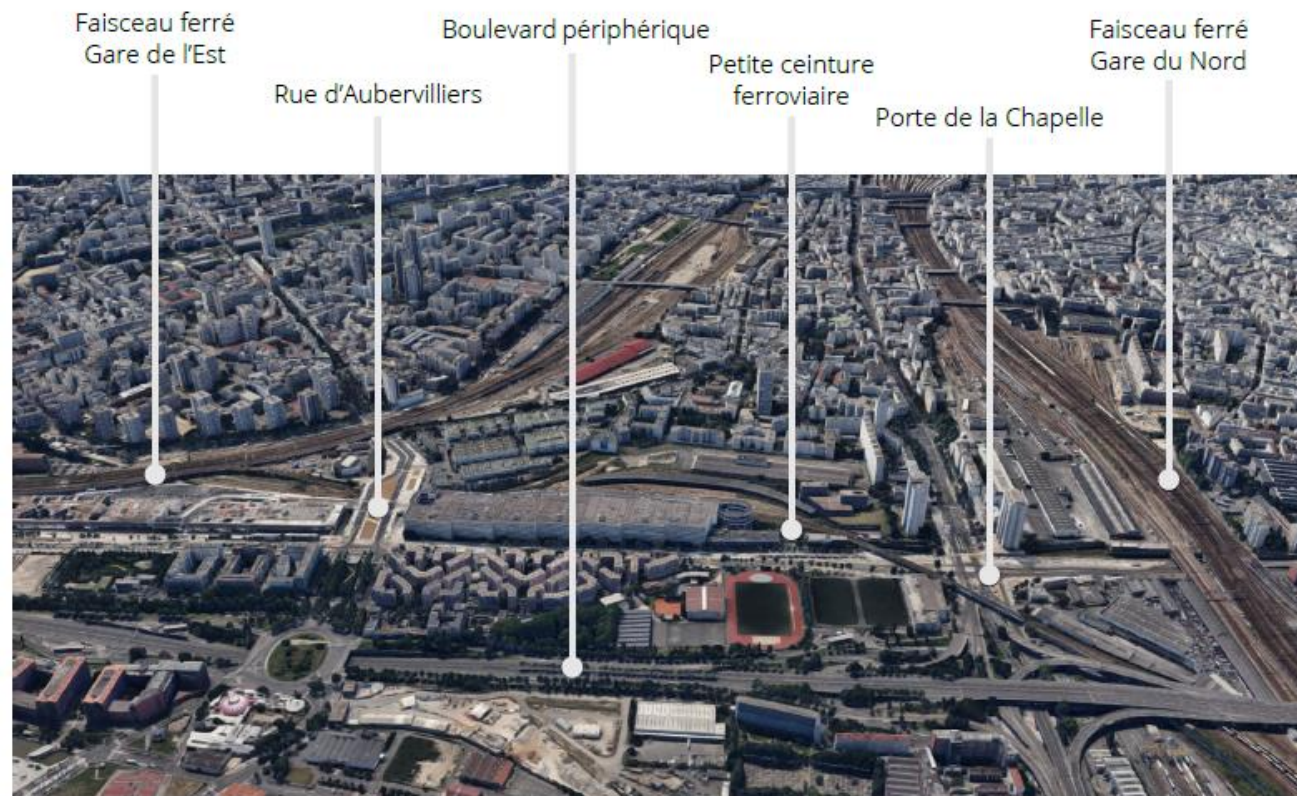 Faisceau ferré
Gare de l'Est
Rue d'Aubervilliers
Boulevard périphérique
Petite ceinture
ferroviaire
Porte de la Chapelle
Faisceau ferré
Gare du Nord